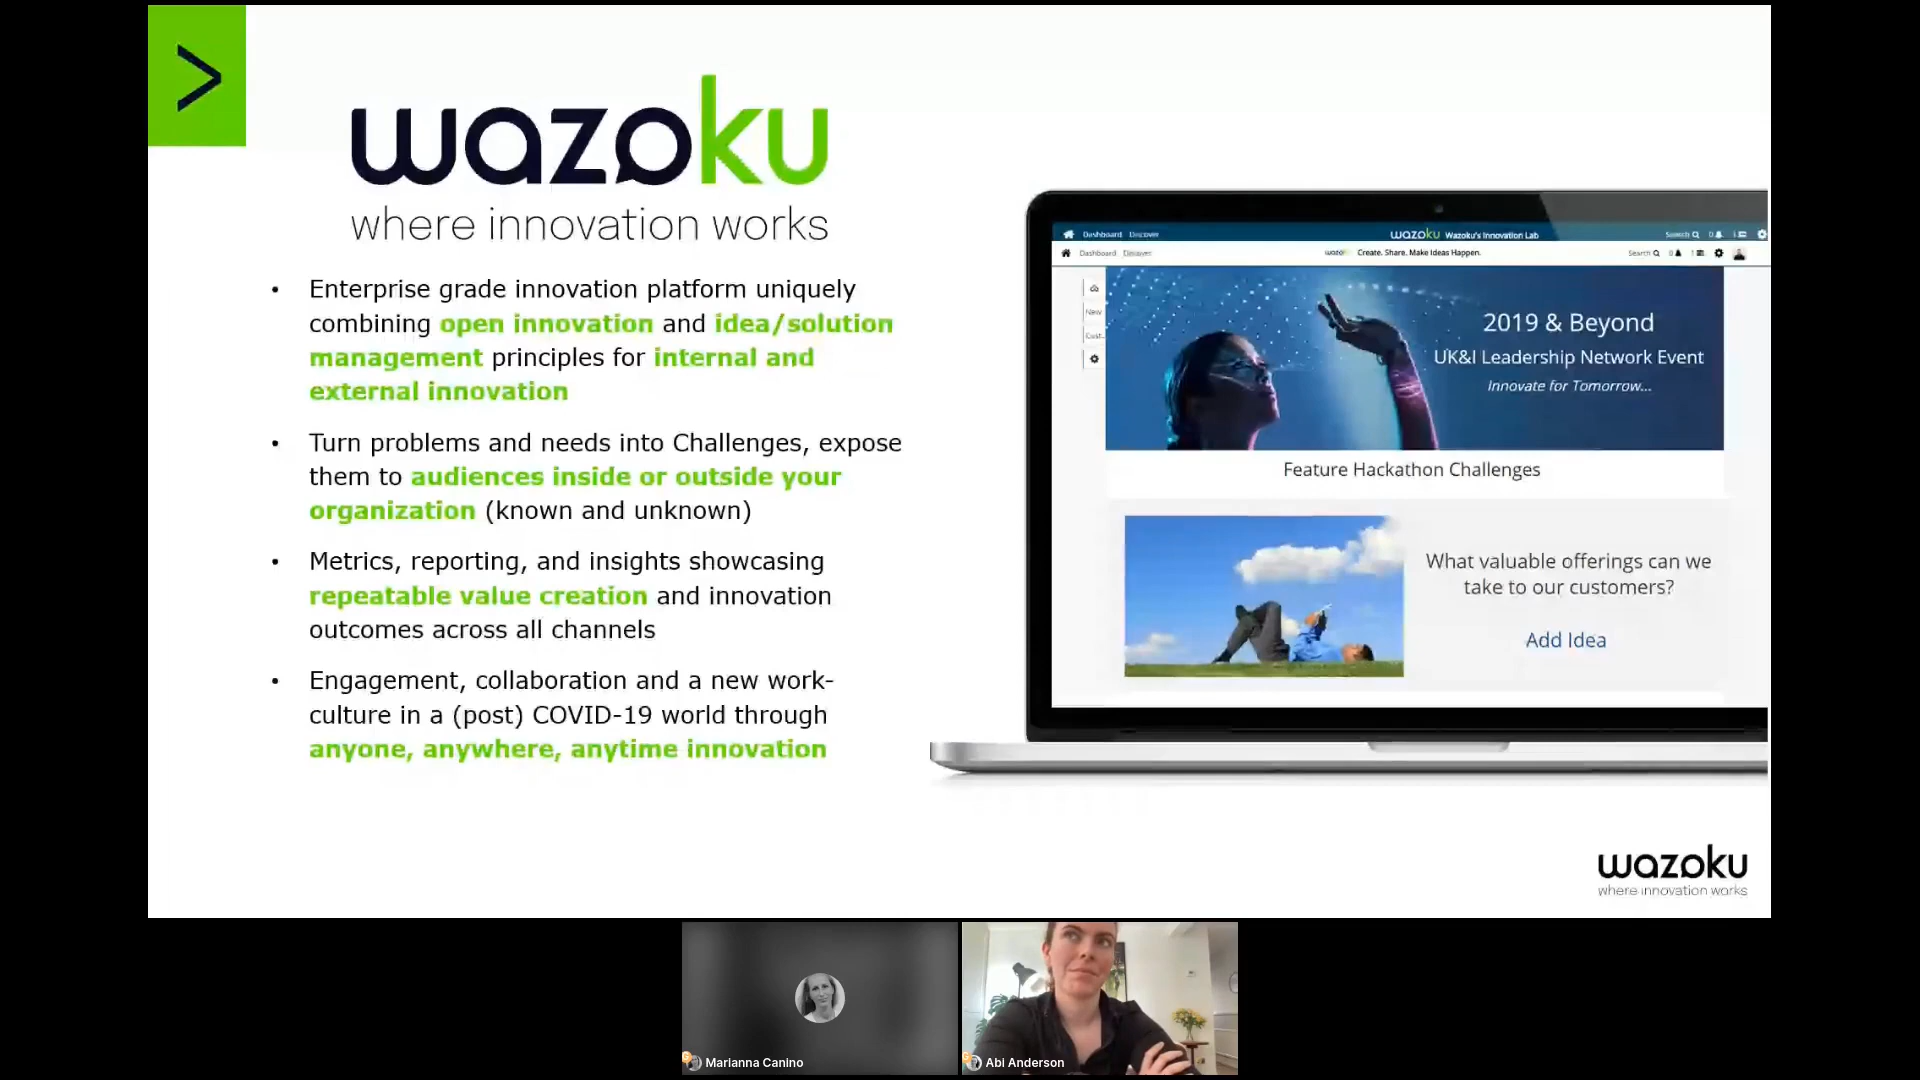 wazoku
where innovation works
• Enterprise grade innovation platform uniquely
combining open innovation and idea/solution
management principles for internal and
external innovation
• Turn problems and needs into Challenges, expose
them to audiences inside or outside your
organization (known and unknown)
• Metrics, reporting, and insights showcasing
repeatable value creation and innovation
outcomes across all channels
• Engagement, collaboration and a new work-
culture in a (post) COVID-19 world through
anyone, anywhere, anytime innovation
Dashboard Discover wazoku Wazoku's Innovation Lab Search
Dashboard Discover wazoku Create. Share. Make Ideas Happen. Search
New
Cust...
2019 & Beyond
UK&I Leadership Network Event
Innovate for Tomorrow...
Feature Hackathon Challenges
What valuable offerings can we
take to our customers?
Add Idea
wazoku
where innovation works
Marianna Canino
Abi Anderson